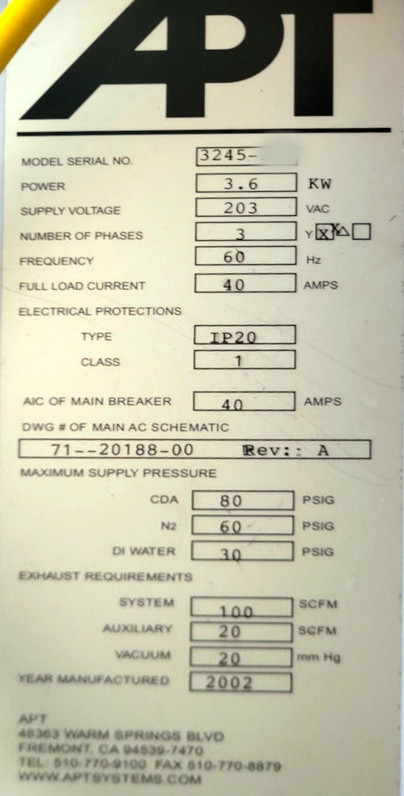 APT
MODEL SERIAL NO. 3245-
POWER 3.6 KW
SUPPLY VOLTAGE 203 VAC
NUMBER OF PHASES 3 Y X X △
FREQUENCY 60 Hz
FULL LOAD CURRENT 40 AMPS
ELECTRICAL PROTECTIONS
TYPE IP20
CLASS 1
AIC OF MAIN BREAKER 40 AMPS
DWG # OF MAIN AC SCHEMATIC
71--20188-00 Rev:: A
MAXIMUM SUPPLY PRESSURE
CDA 80 PSIG
N2 60 PSIG
DI WATER 30 PSIG
EXHAUST REQUIREMENTS
SYSTEM 100 SCFM
AUXILIARY 20 SCFM
VACUUM 20 mm Hg
YEAR MANUFACTURED 2002
APT
46363 WARM SPRINGS BLVD
FREMONT, CA 94539-7470
TEL: 510-770-9100 FAX 510-770-8879
WWW.APTSYSTEMS.COM